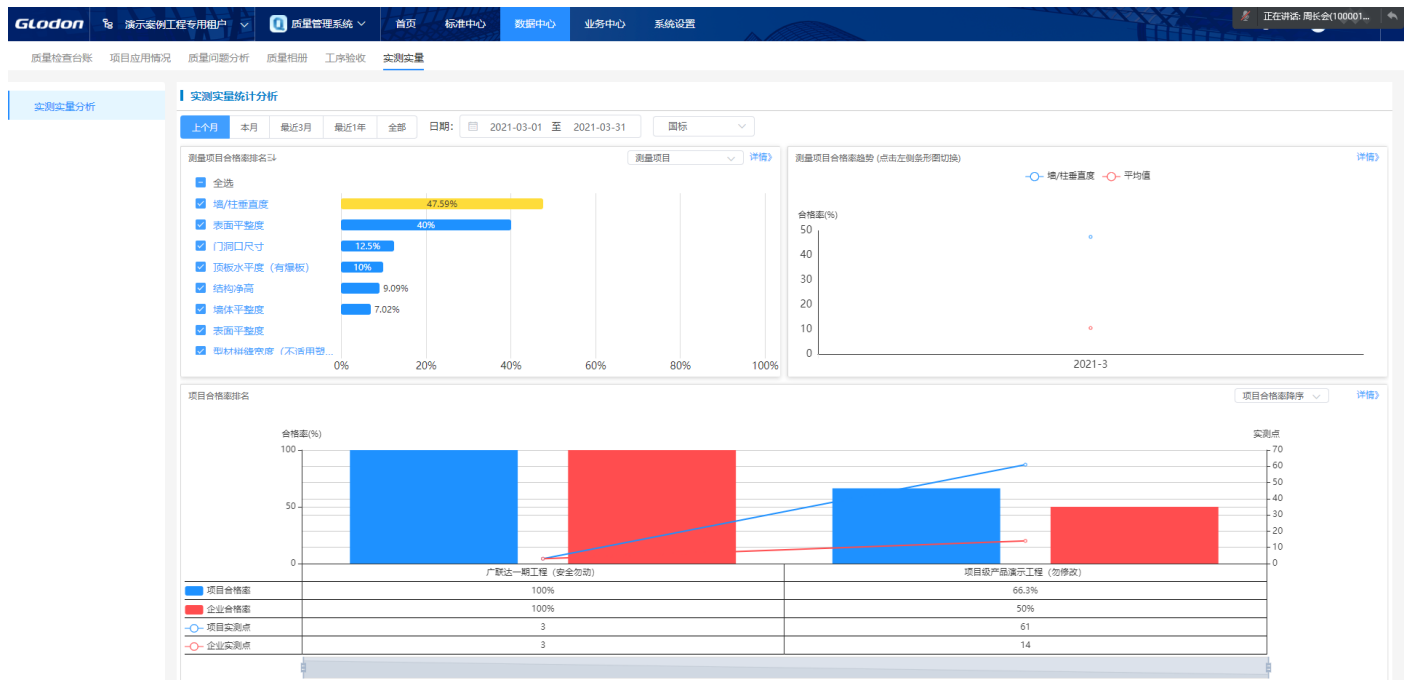 GLodon 演示案例工程专用租户 质量管理系统 首页 标准中心 数据中心 业务中心 系统设置 正在讲话: 周长会(100001...
质量检查台账 项目应用情况 质量问题分析 质量相册 工序验收 实测实量
实测实量分析
实测实量统计分析
上个月 本月 最近3月 最近1年 全部 日期: 2021-03-01 至 2021-03-31 国标
测量项目合格率排名 测量项目 详情》
全选
墙/柱垂直度 47.59%
表面平整度 40%
门洞口尺寸 12.5%
顶板水平度（有爆板） 10%
结构净高 9.09%
墙体平整度 7.02%
表面平整度
型材拼缝宽度（不适用塑...
0% 20% 40% 60% 80% 100%
测量项目合格率趋势 (点击左侧条形图切换) 详情》
墙/柱垂直度 平均值
合格率(%)
50
40
30
20
10
0
2021-3
项目合格率排名 项目合格率降序 详情》
合格率(%) 实测点
100
50
0
70
60
50
40
30
20
10
0
广联达一期工程（安全勿动） 项目级产品演示工程（勿修改）
项目合格率 100% 66.3%
企业合格率 100% 50%
项目实测点 3 61
企业实测点 3 14